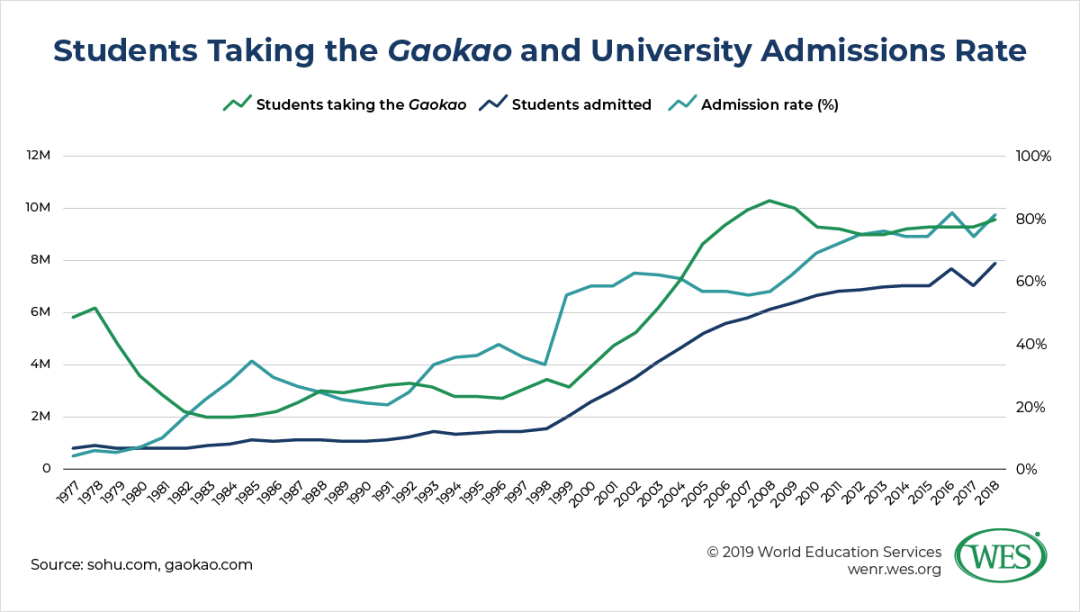 Students Taking the Gaokao and University Admissions Rate
Students taking the Gaokao Students admitted Admission rate (%)
12M 100%
10M
80%
8M
60%
6M
40%
4M
20%
2M
0 0%
1977 1978 1979 1980 1981 1982 1983 1984 1985 1986 1987 1988 1989 1990 1991 1992 1993 1994 1995 1996 1997 1998 1999 2000 2001 2002 2003 2004 2005 2006 2007 2008 2009 2010 2011 2012 2013 2014 2015 2016 2017 2018
Source: sohu.com, gaokao.com
© 2019 World Education Services
wenr.wes.org
WES